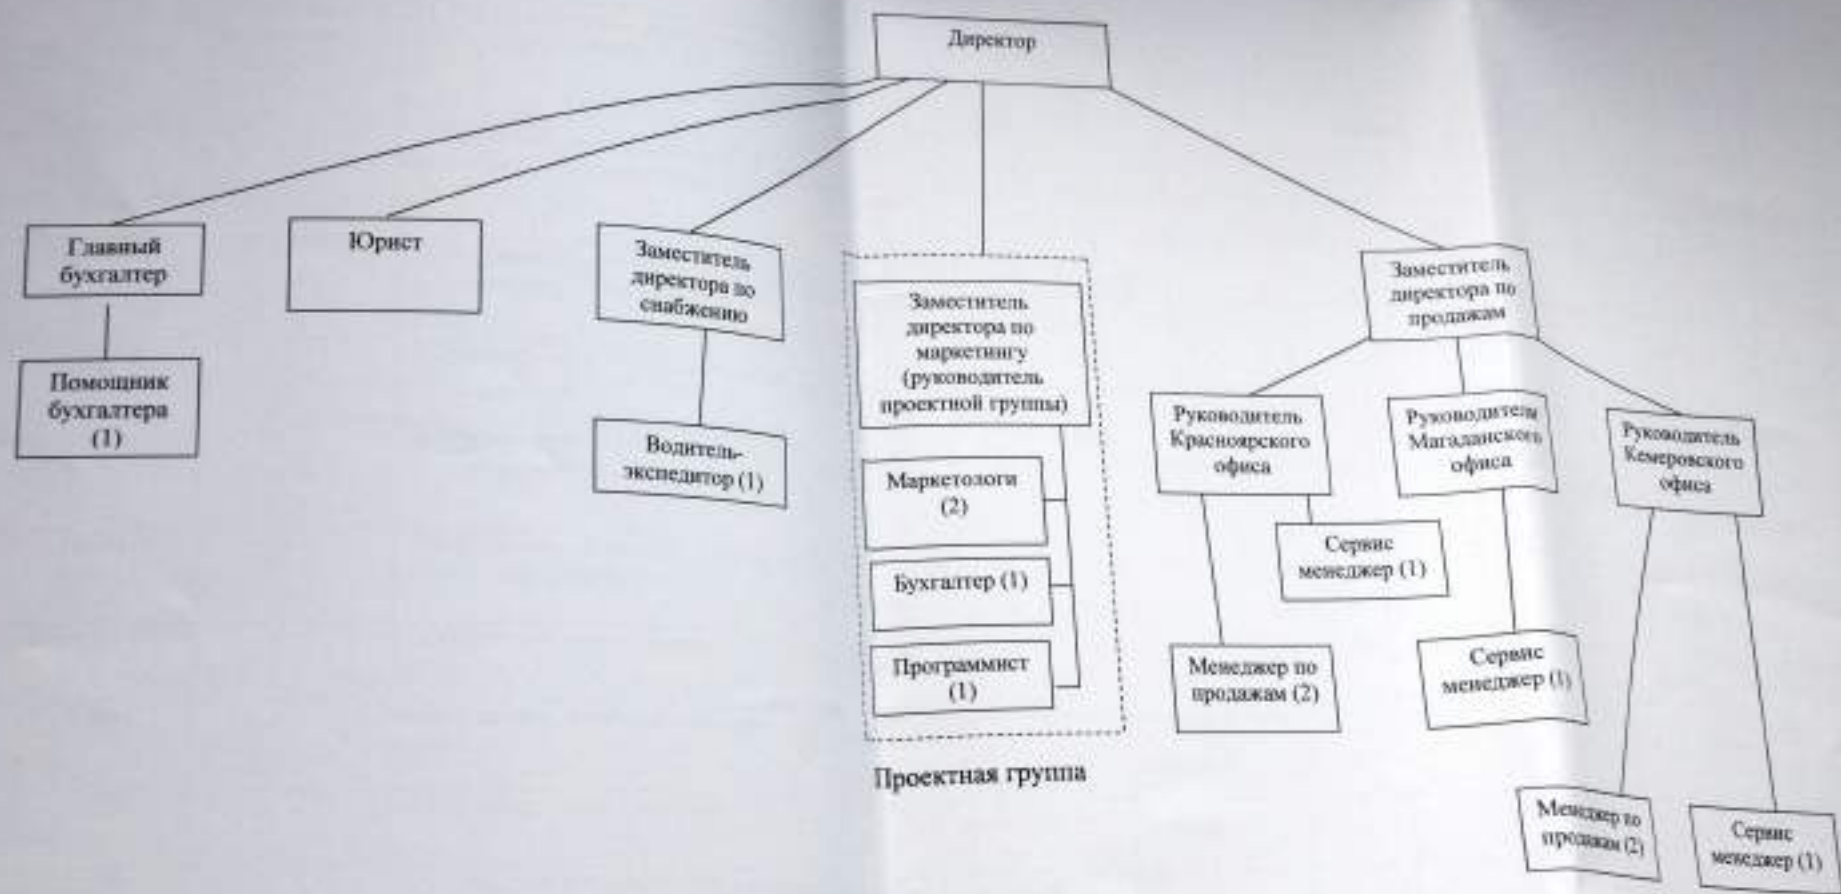 Директор
Главный
бухгалтер
Юрист
Заместитель
директора по
снабжению
Заместитель
директора по
маркетингу
(руководитель
проектной группы)
Заместитель
директора по
продажам
Помощник
бухгалтера
(1)
Водитель-
экспедитор (1)
Маркетологи
(2)
Бухгалтер (1)
Программист
(1)
Проектная группа
Руководитель
Красноярского
офиса
Руководитель
Магаданского
офиса
Руководитель
Кемеровского
офиса
Сервис
менеджер (1)
Менеджер по
продажам (2)
Сервис
менеджер (1)
Менеджер по
продажам (2)
Сервис
менеджер (1)